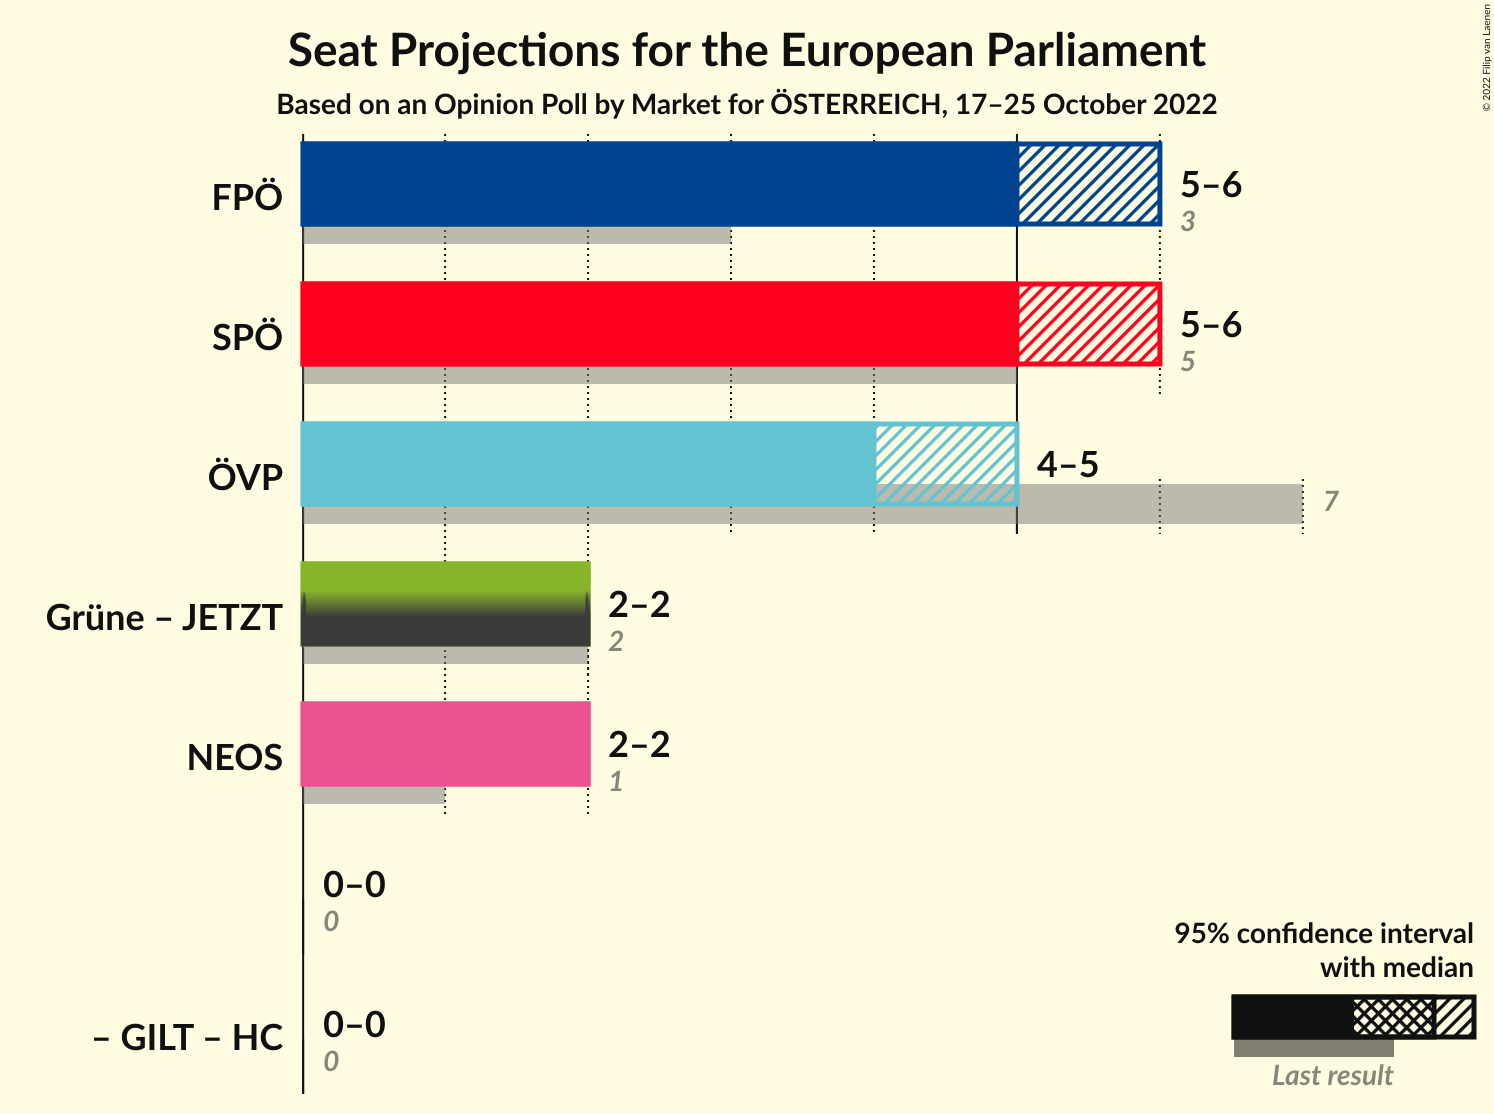 Seat Projections for the European Parliament
Based on an Opinion Poll by Market for ÖSTERREICH, 17–25 October 2022
© 2022 Filip van Laenen
FPÖ
5–6
3
SPÖ
5–6
5
ÖVP
4–5
7
Grüne – JETZT
2–2
2
NEOS
2–2
1
0–0
0
– GILT – HC
0–0
0
95% confidence interval
with median
Last result